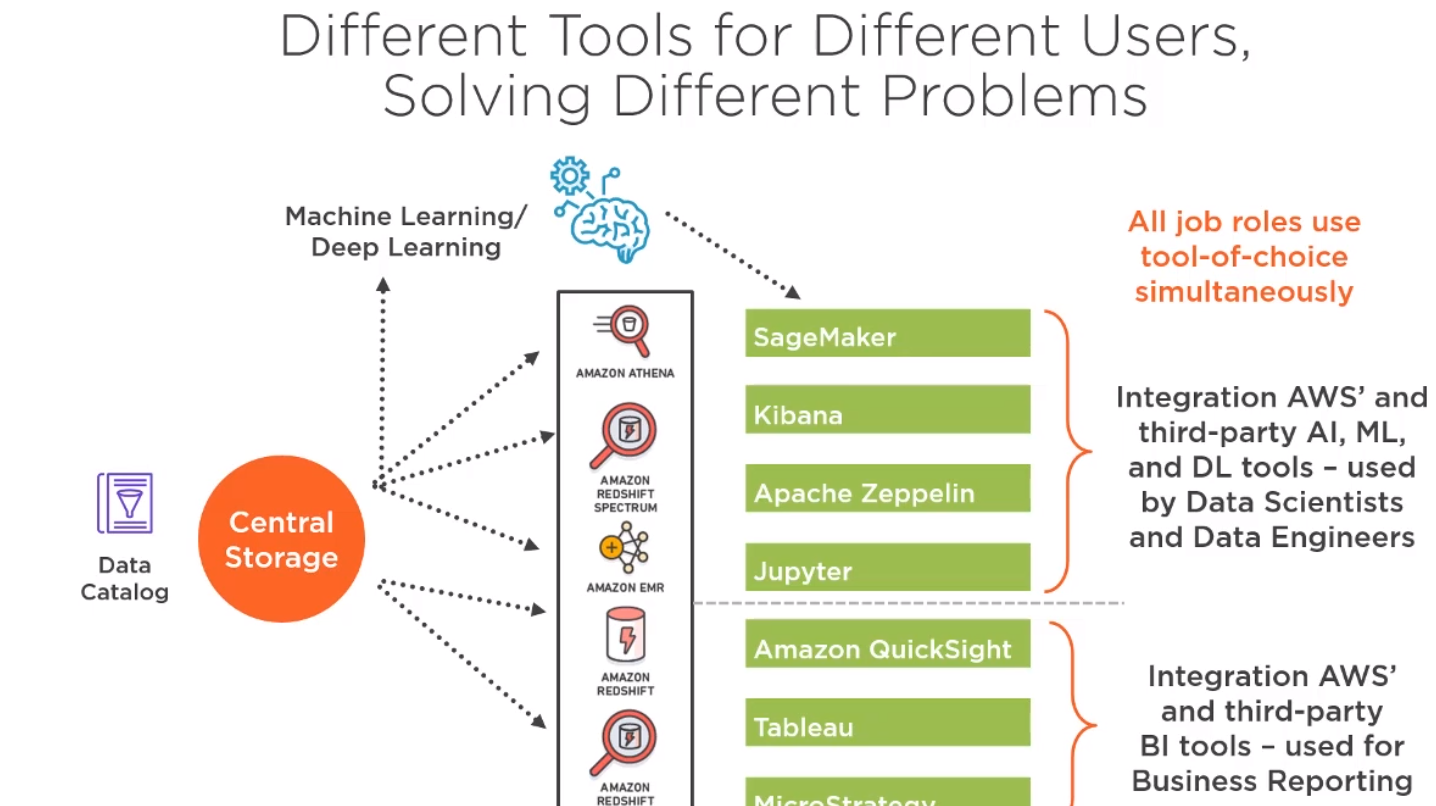 Different Tools for Different Users,
Solving Different Problems
Machine Learning/
Deep Learning
All job roles use
tool-of-choice
simultaneously
Data
Catalog
Central
Storage
AMAZON ATHENA
AMAZON
REDSHIFT
SPECTRUM
AMAZON EMR
AMAZON
REDSHIFT
AMAZON
REDSHIFT
SageMaker
Kibana
Apache Zeppelin
Jupyter
Amazon QuickSight
Tableau
MicroStrategy
Integration AWS’ and
third-party AI, ML,
and DL tools – used
by Data Scientists
and Data Engineers
Integration AWS’
and third-party
BI tools – used for
Business Reporting